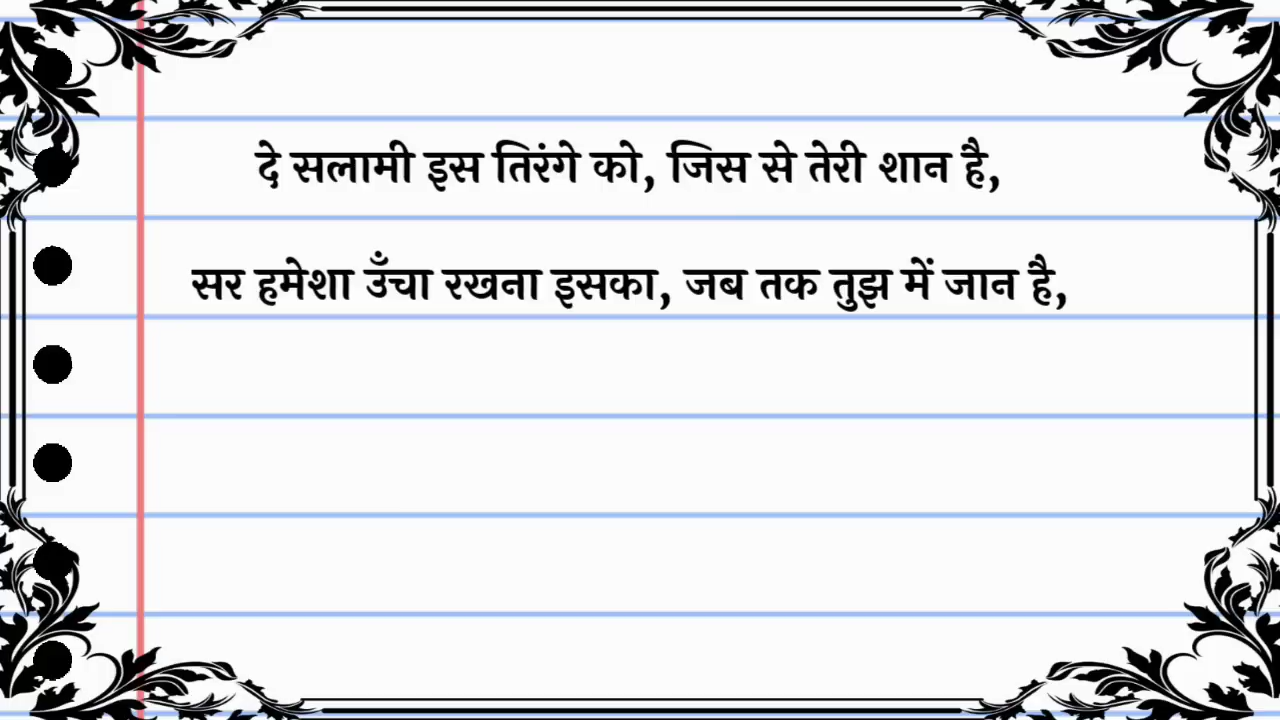 दे सलामी इस तिरंगे को, जिस से तेरी शान है,
सर हमेशा उँचा रखना इसका, जब तक तुझ में जान है,